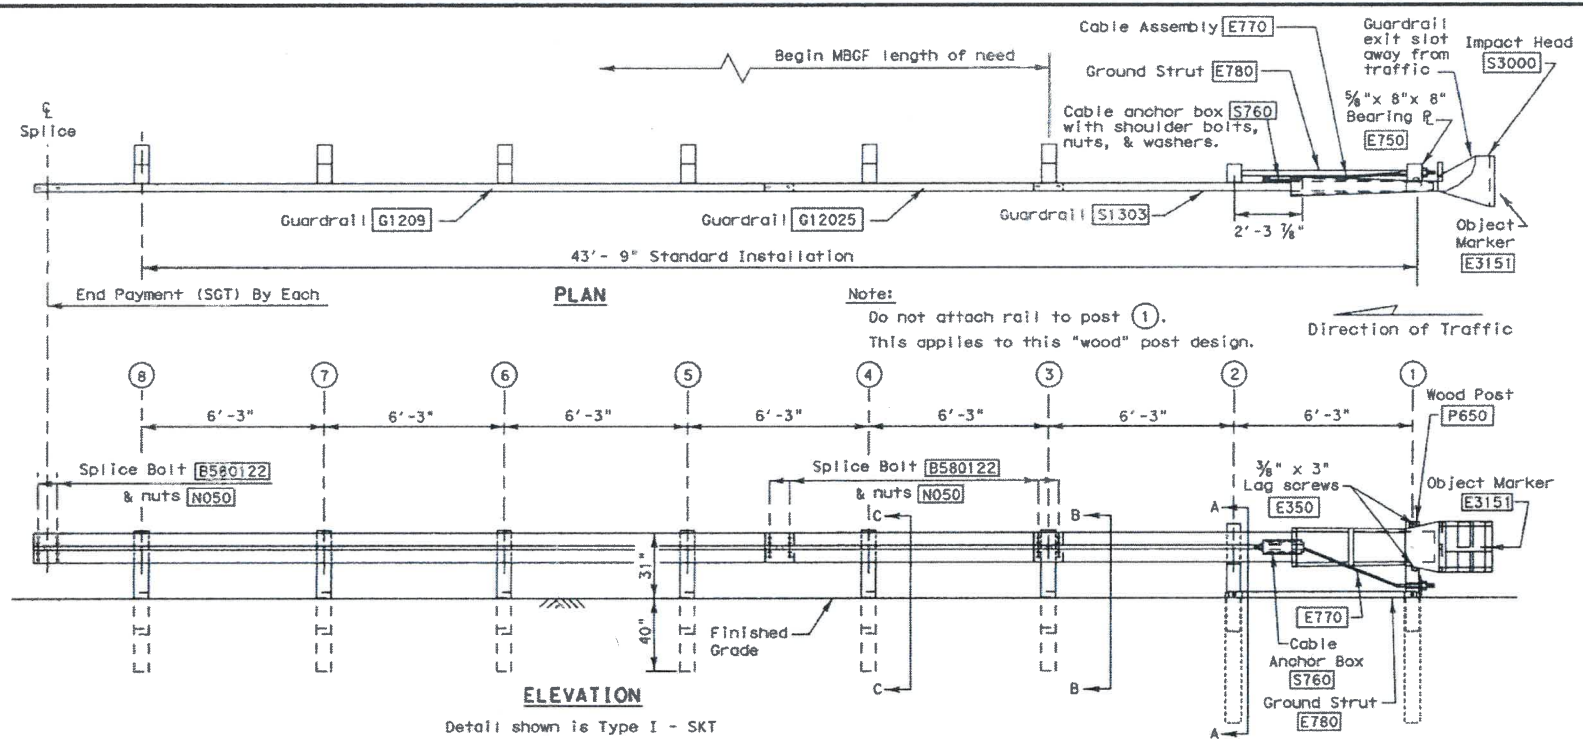 Cable Assembly E770
Guardrail
exit slot
away from
traffic
Impact Head
S3000
Begin MBGF length of need
Ground Strut E780
℄
Splice
Cable anchor box S760
with shoulder bolts,
nuts, & washers.
5/8"x 8"x 8"
Bearing ℞
E750
Guardrail G1209
Guardrail G12025
Guardrail S1303
2'-3 7/8"
Object
Marker
E3151
43'- 9" Standard Installation
End Payment (SGT) By Each
PLAN
Note:
Do not attach rail to post 1.
This applies to this "wood" post design.
Direction of Traffic
8 7 6 5 4 3 2 1
6'-3" 6'-3" 6'-3" 6'-3" 6'-3" 6'-3" 6'-3"
Wood Post
P650
Splice Bolt B580122
& nuts N050
Splice Bolt B580122
& nuts N050
3/8" x 3"
Lag screws
E350
Object Marker
E3151
C
B
A
31"
40"
Finished
Grade
E770
Cable
Anchor Box
S760
Ground Strut
E780
C
B
A
ELEVATION
Detail shown is Type I - SKT